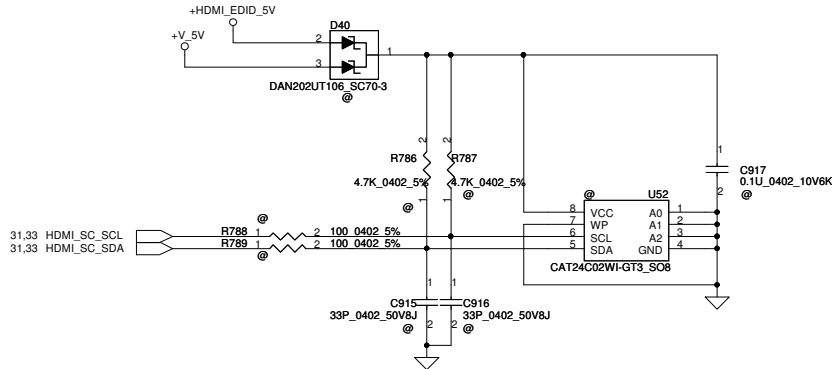 +HDMI_EDID_5V
+V_5V
D40
2
3
1
DAN202UT106_SC70-3
@
2
2
R786
R787
4.7K_0402_5%
4.7K_0402_5%
@
@
1
1
1
C917
0.1U_0402_10V6K
2
@
@
U52
8
VCC
A0
1
7
WP
A1
2
6
SCL
A2
3
5
SDA
GND
4
CAT24C02WI-GT3_SO8
@
31,33 HDMI_SC_SCL
R788
1
2
100_0402_5%
31,33 HDMI_SC_SDA
R789
1
2
100_0402_5%
@
1
1
C915
C916
33P_0402_50V8J
33P_0402_50V8J
@
2
2
@